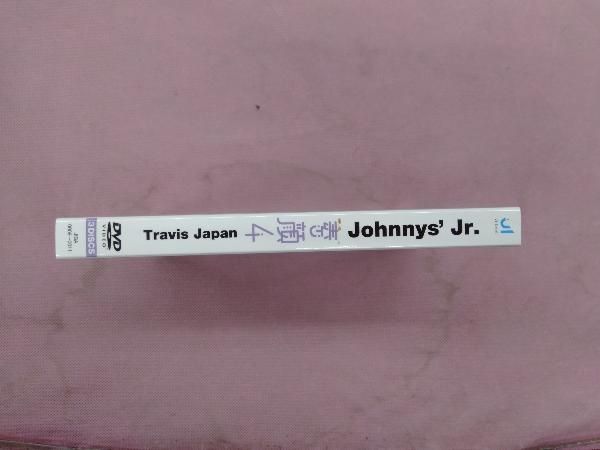 Johnnys' Jr.
素顔4
Travis Japan
DVD
VIDEO
3DISCS